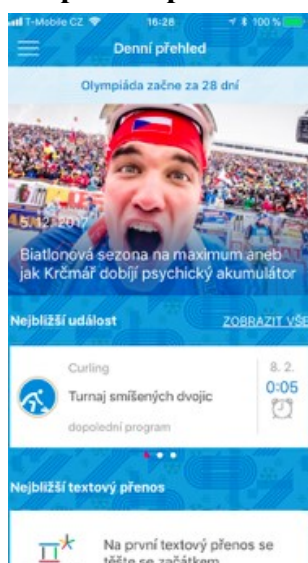 T-Mobile CZ 16:28 100 %
Denní přehled
Olympiáda začne za 28 dní
5. 12. 2017
Biatlonová sezona na maximum aneb
jak Krčmář dobíjí psychický akumulátor
Nejbližší událost ZOBRAZIT VŠE
Curling 8. 2.
Turnaj smíšených dvojic 0:05
dopolední program
Nejbližší textový přenos
Na první textový přenos se
těšte se začátkem